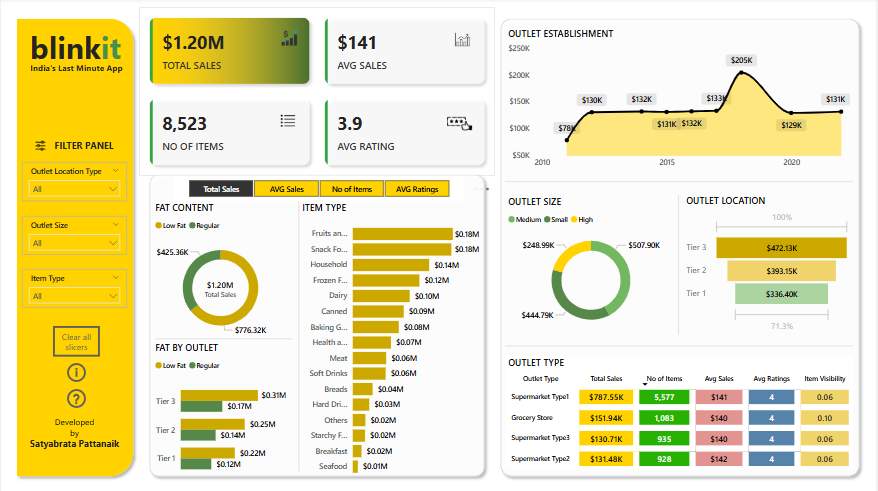 blinkit
India's Last Minute App
FILTER PANEL
Outlet Location Type
All
Outlet Size
All
Item Type
All
Clear all
slicers
Developed
by
Satyabrata Pattanaik
$1.20M
TOTAL SALES
$141
AVG SALES
8,523
NO OF ITEMS
3.9
AVG RATING
Total Sales AVG Sales No of Items AVG Ratings
FAT CONTENT
Low Fat Regular
$425.36K
$1.20M
Total Sales
$776.32K
FAT BY OUTLET
Low Fat Regular
Tier 3 $0.31M
$0.17M
Tier 2 $0.25M
$0.14M
Tier 1 $0.22M
$0.12M
ITEM TYPE
Fruits an... $0.18M
Snack Fo... $0.18M
Household $0.14M
Frozen F... $0.12M
Dairy $0.10M
Canned $0.09M
Baking G... $0.08M
Health a... $0.07M
Meat $0.06M
Soft Drinks $0.06M
Breads $0.04M
Hard Dri... $0.03M
Others $0.02M
Starchy F... $0.02M
Breakfast $0.02M
Seafood $0.01M
OUTLET ESTABLISHMENT
$250K
$200K
$150K
$100K
$50K
$78K $130K $132K $131K $132K $133K $205K $129K $131K
2010 2015 2020
OUTLET SIZE
Medium Small High
$248.99K $507.90K
$444.79K
OUTLET LOCATION
100%
Tier 3 $472.13K
Tier 2 $393.15K
Tier 1 $336.40K
71.3%
OUTLET TYPE
Outlet Type Total Sales No of Items Avg Sales Avg Ratings Item Visibility
Supermarket Type1 $787.55K 5,577 $141 4 0.06
Grocery Store $151.94K 1,083 $140 4 0.10
Supermarket Type3 $130.71K 935 $140 4 0.06
Supermarket Type2 $131.48K 928 $142 4 0.06